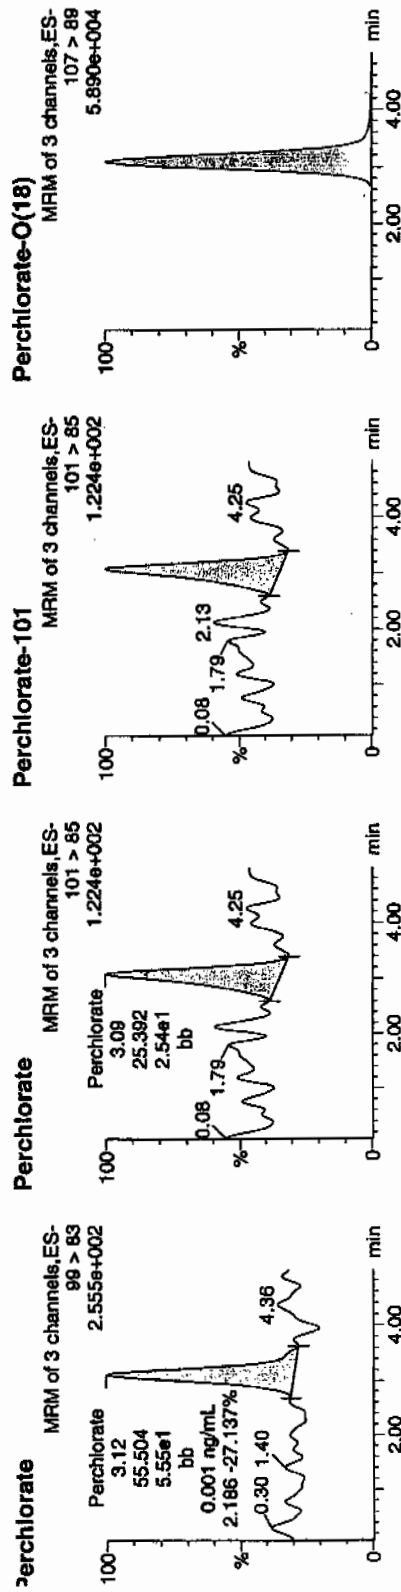 Perchlorate
MRM of 3 channels,ES-
99 > 83
2.555e+002
100
Perchlorate
3.12
55.504
5.55e1
bb
0.001 ng/mL
2.186 -27.137%
0.30
1.40
4.36
%
0
2.00
4.00
min
Perchlorate
MRM of 3 channels,ES-
101 > 85
1.224e+002
100
Perchlorate
3.09
25.392
2.54e1
bb
0.08
1.79
4.25
%
0
2.00
4.00
min
Perchlorate-101
MRM of 3 channels,ES-
101 > 85
1.224e+002
100
0.08
1.79
2.13
4.25
%
0
2.00
4.00
min
Perchlorate-O(18)
MRM of 3 channels,ES-
107 > 89
5.890e+004
100
%
0
2.00
4.00
min